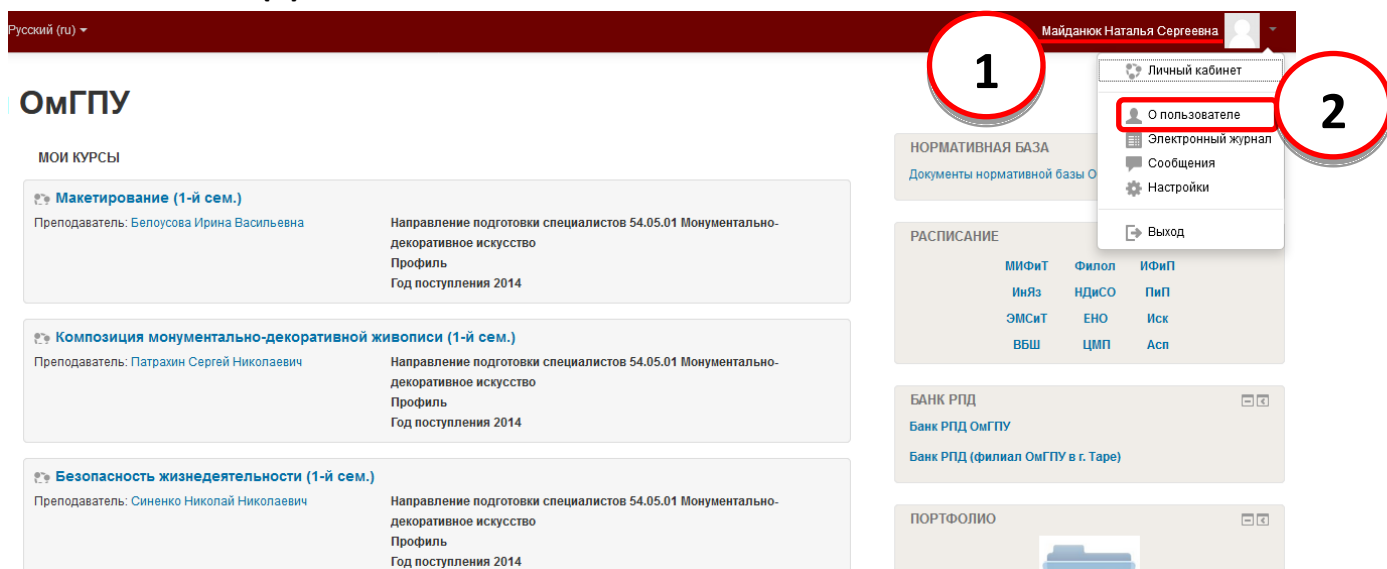 Русский (ru)
Майданюк Наталья Сергеевна
1
Личный кабинет
2
О пользователе
Электронный журнал
Сообщения
Настройки
Выход
ОмГПУ
МОИ КУРСЫ
Макетирование (1-й сем.)
Преподаватель: Белоусова Ирина Васильевна
Направление подготовки специалистов 54.05.01 Монументально-
декоративное искусство
Профиль
Год поступления 2014
Композиция монументально-декоративной живописи (1-й сем.)
Преподаватель: Патрахин Сергей Николаевич
Направление подготовки специалистов 54.05.01 Монументально-
декоративное искусство
Профиль
Год поступления 2014
Безопасность жизнедеятельности (1-й сем.)
Преподаватель: Синенко Николай Николаевич
Направление подготовки специалистов 54.05.01 Монументально-
декоративное искусство
Профиль
Год поступления 2014
НОРМАТИВНАЯ БАЗА
Документы нормативной базы О
РАСПИСАНИЕ
МИФиТ Филол ИФиП
ИнЯз НДиСО ПиП
ЭМСиТ ЕНО Иск
ВБШ ЦМП Асп
БАНК РПД
Банк РПД ОмГПУ
Банк РПД (филиал ОмГПУ в г. Таре)
ПОРТФОЛИО